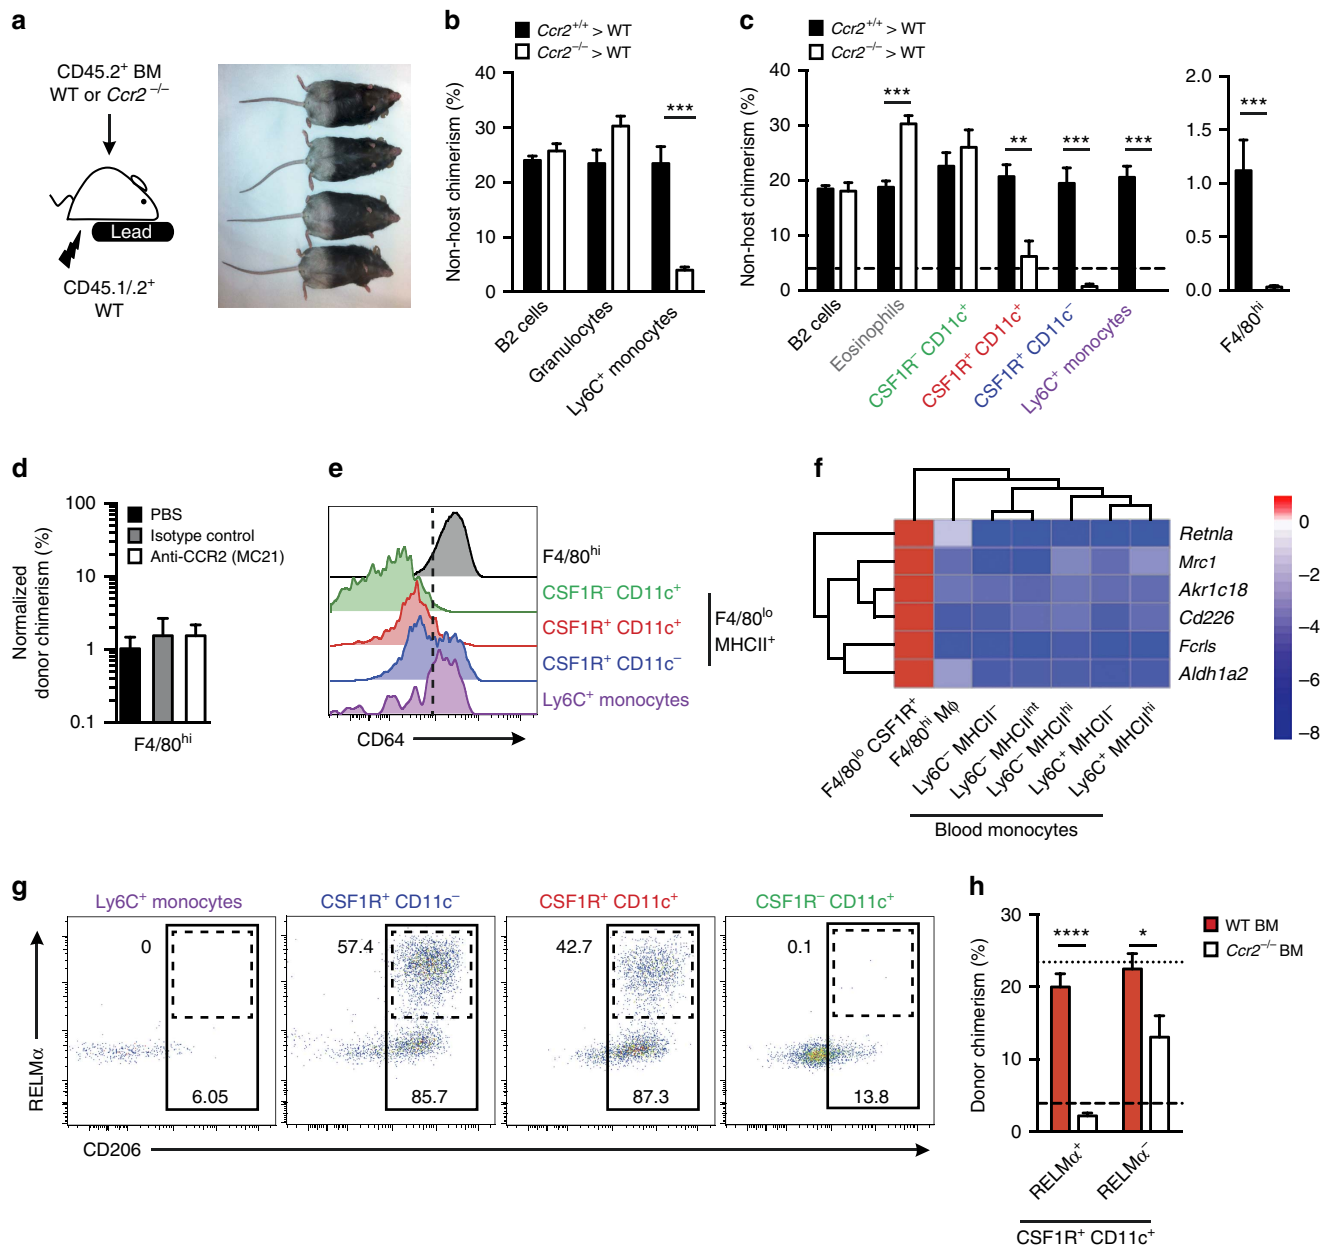 a
CD45.2⁺ BM
WT or Ccr2⁻/⁻
Lead
CD45.1/.2⁺
WT
b
Ccr2⁺/⁺ > WT
Ccr2⁻/⁻ > WT
Non-host chimerism (%)
40
30
20
10
0
***
B2 cells
Granulocytes
Ly6C⁺ monocytes
c
Ccr2⁺/⁺ > WT
Ccr2⁻/⁻ > WT
Non-host chimerism (%)
40
30
20
10
0
***
**
***
***
B2 cells
Eosinophils
CSF1R⁻ CD11c⁺
CSF1R⁺ CD11c⁺
CSF1R⁺ CD11c⁻
Ly6C⁺ monocytes
2.0
1.5
1.0
0.5
0.0
***
F4/80ʰⁱ
d
Normalized
donor chimerism (%)
100
10
1
0.1
PBS
Isotype control
Anti-CCR2 (MC21)
F4/80ʰⁱ
e
F4/80ʰⁱ
CSF1R⁻ CD11c⁺
CSF1R⁺ CD11c⁺
CSF1R⁺ CD11c⁻
Ly6C⁺ monocytes
F4/80ˡᵒ
MHCII⁺
CD64
f
Retnla
Mrc1
Akr1c18
Cd226
Fcrls
Aldh1a2
0
−2
−4
−6
−8
F4/80ˡᵒ CSF1R⁺
F4/80ʰⁱ Mϕ
Ly6C⁻ MHCII⁻
Ly6C⁻ MHCIIⁱⁿᵗ
Ly6C⁻ MHCIIʰⁱ
Ly6C⁺ MHCII⁻
Ly6C⁺ MHCIIʰⁱ
Blood monocytes
g
Ly6C⁺ monocytes
CSF1R⁺ CD11c⁻
CSF1R⁺ CD11c⁺
CSF1R⁻ CD11c⁺
RELMα
0
57.4
42.7
0.1
6.05
85.7
87.3
13.8
CD206
h
Donor chimerism (%)
30
20
10
0
****
*
WT BM
Ccr2⁻/⁻ BM
RELMα⁺
RELMα⁻
CSF1R⁺ CD11c⁺